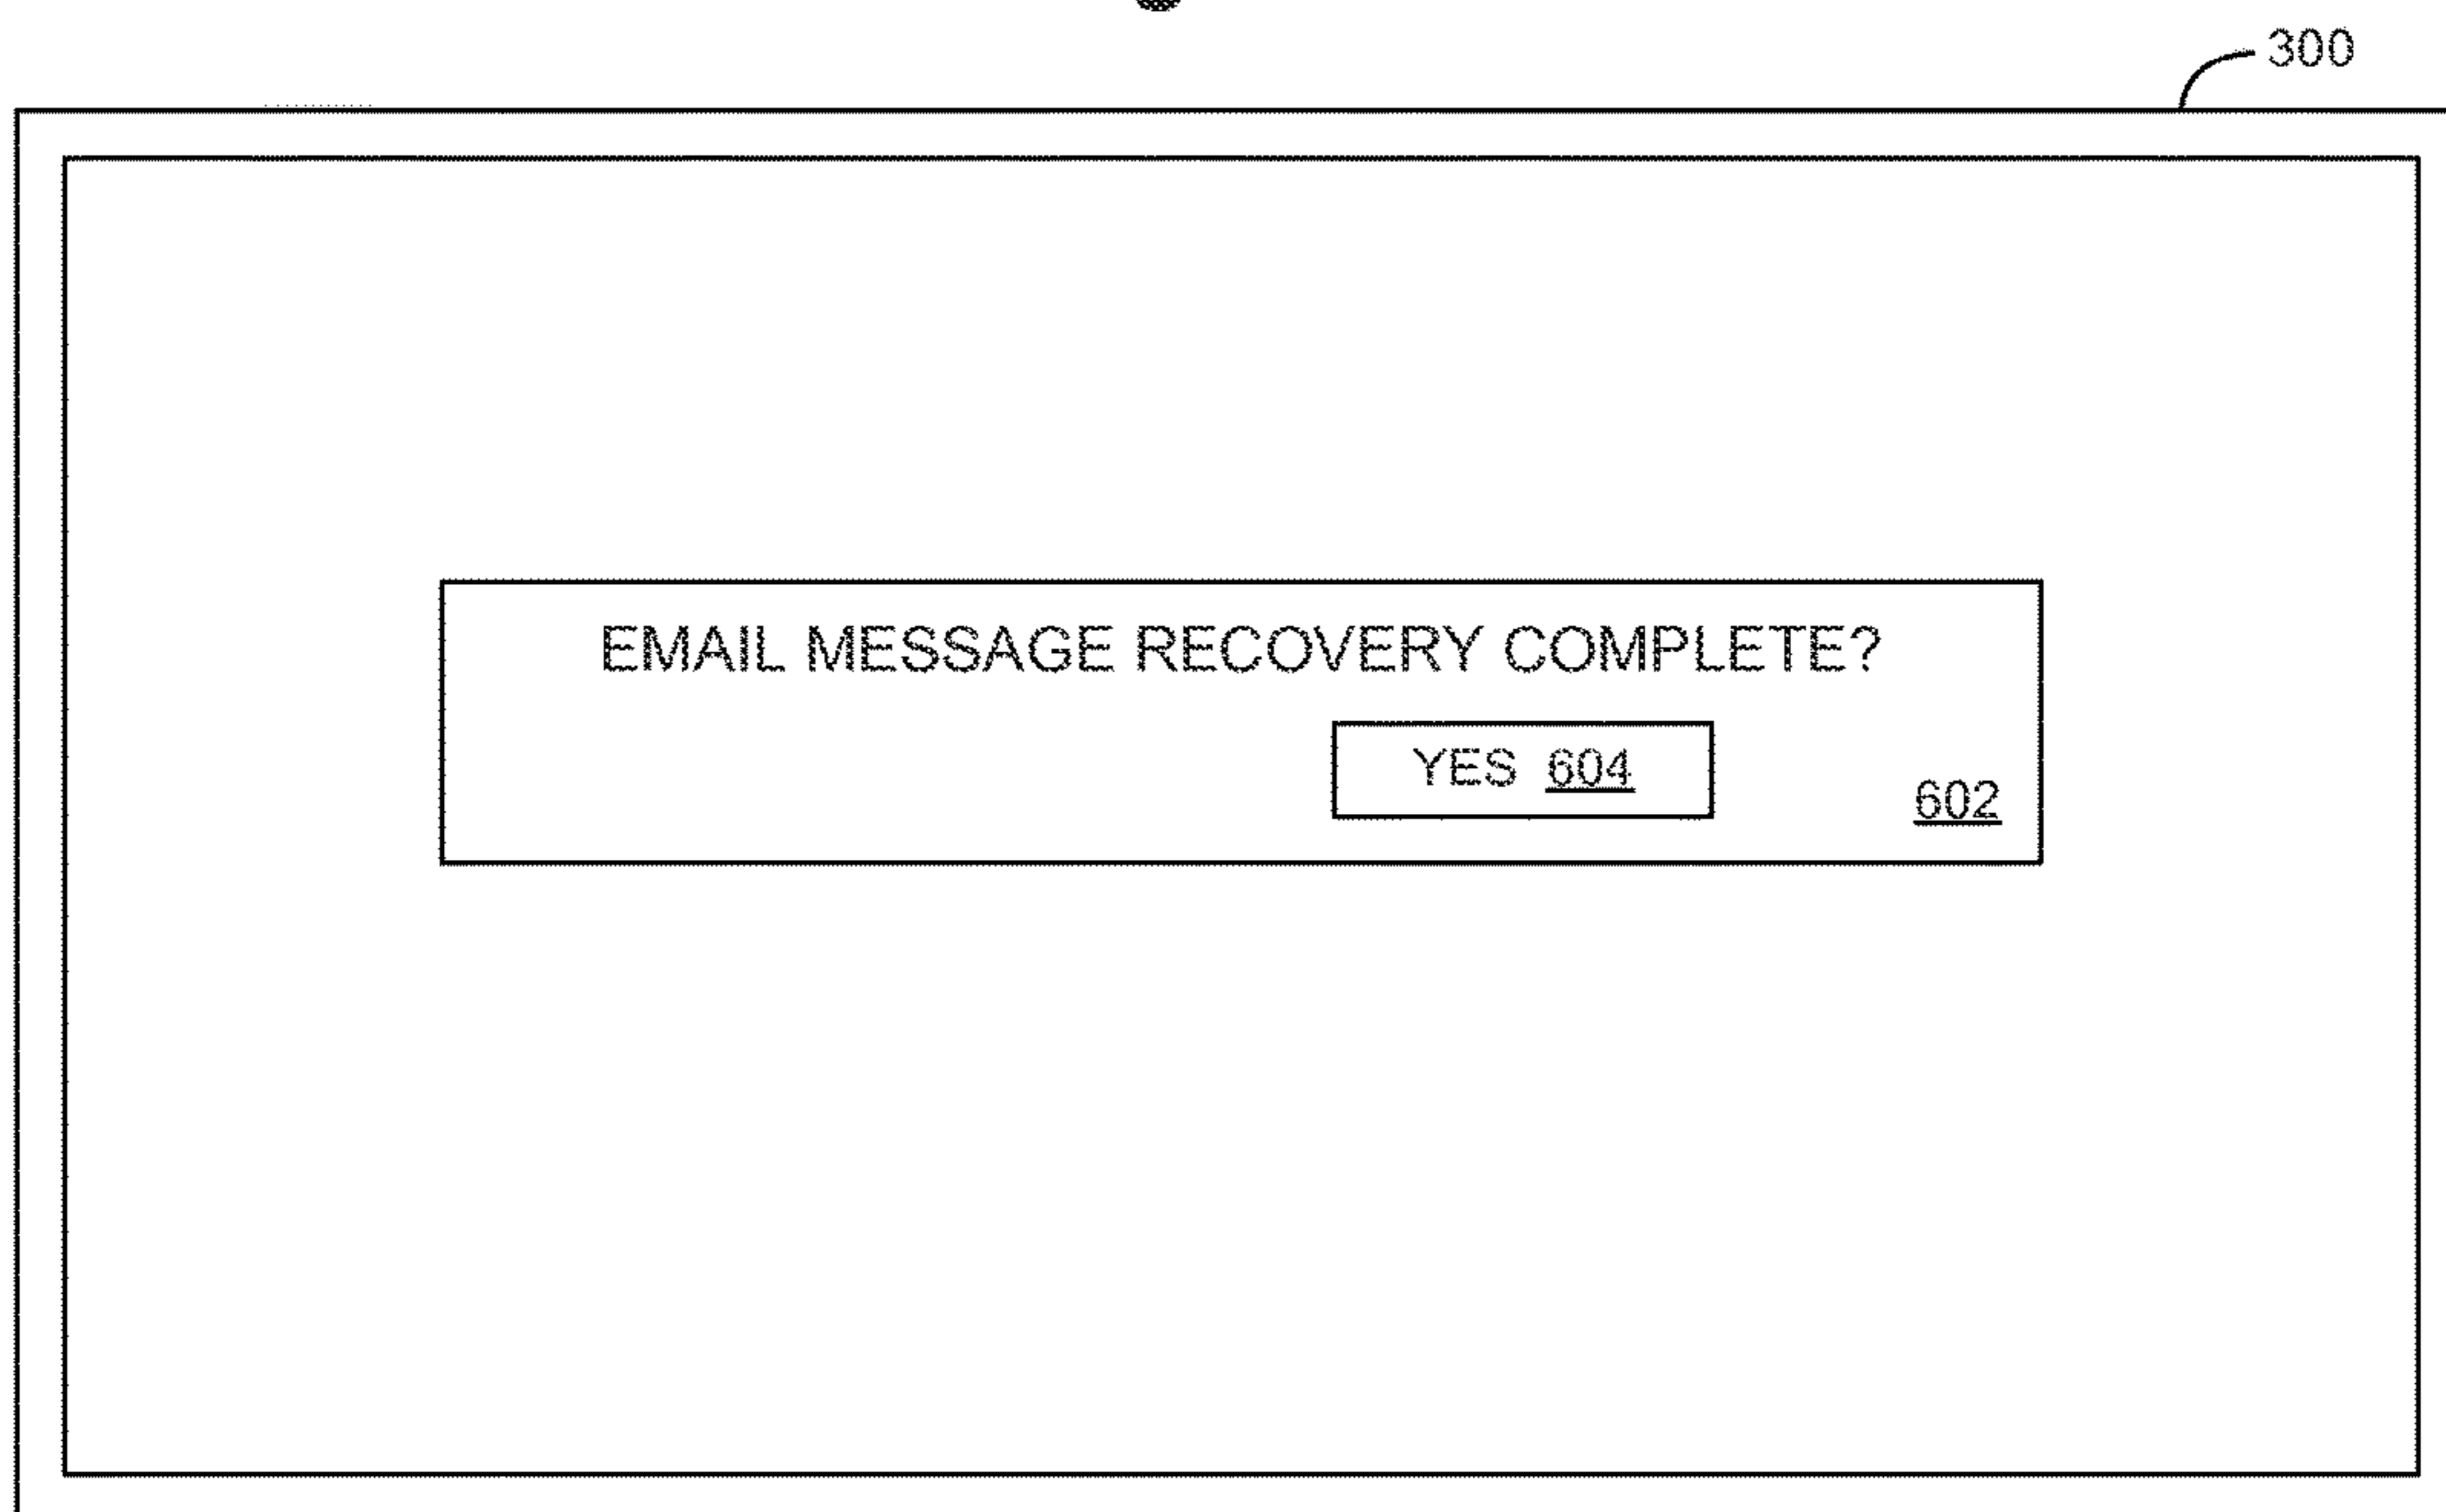 300
EMAIL MESSAGE RECOVERY COMPLETE?
YES 604
602